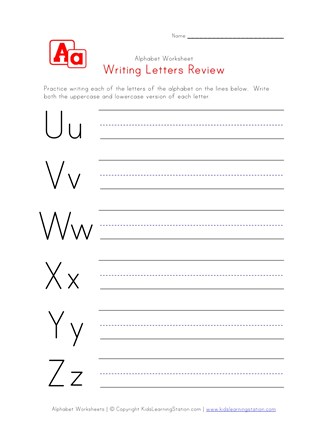 Name
Aa
Alphabet Worksheet
Writing Letters Review
Practice writing each of the letters of the alphabet on the lines below. Write
both the uppercase and lowercase version of each letter.
Uu
Vv
Ww
Xx
Yy
Zz
Alphabet Worksheets | © Copyright KidsLearningStation.com | www.kidslearningstation.com